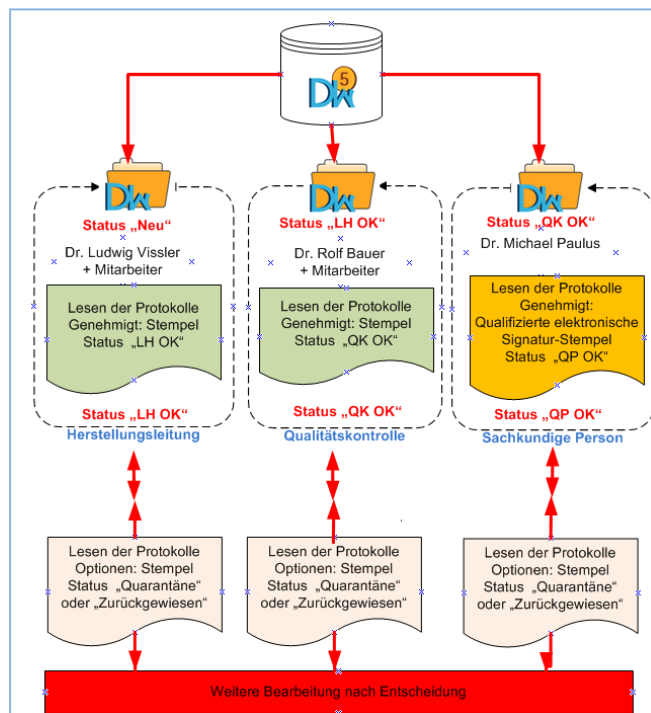 5
DW
DW
DW
DW
Status „Neu“
Dr. Ludwig Vissler
+ Mitarbeiter
Lesen der Protokolle
Genehmigt: Stempel
Status „LH OK“
Status „LH OK“
Herstellungsleitung
Status „LH OK“
Dr. Rolf Bauer
+ Mitarbeiter
Lesen der Protokolle
Genehmigt: Stempel
Status „QK OK“
Status „QK OK“
Qualitätskontrolle
Status „QK OK“
Dr. Michael Paulus
Lesen der Protokolle
Genehmigt:
Qualifizierte elektronische
Signatur-Stempel
Status „QP OK“
Status „QP OK“
Sachkundige Person
Lesen der Protokolle
Optionen: Stempel
Status „Quarantäne“
oder „Zurückgewiesen“
Lesen der Protokolle
Optionen: Stempel
Status „Quarantäne“
oder „Zurückgewiesen“
Lesen der Protokolle
Optionen: Stempel
Status „Quarantäne“
oder „Zurückgewiesen“
Weitere Bearbeitung nach Entscheidung